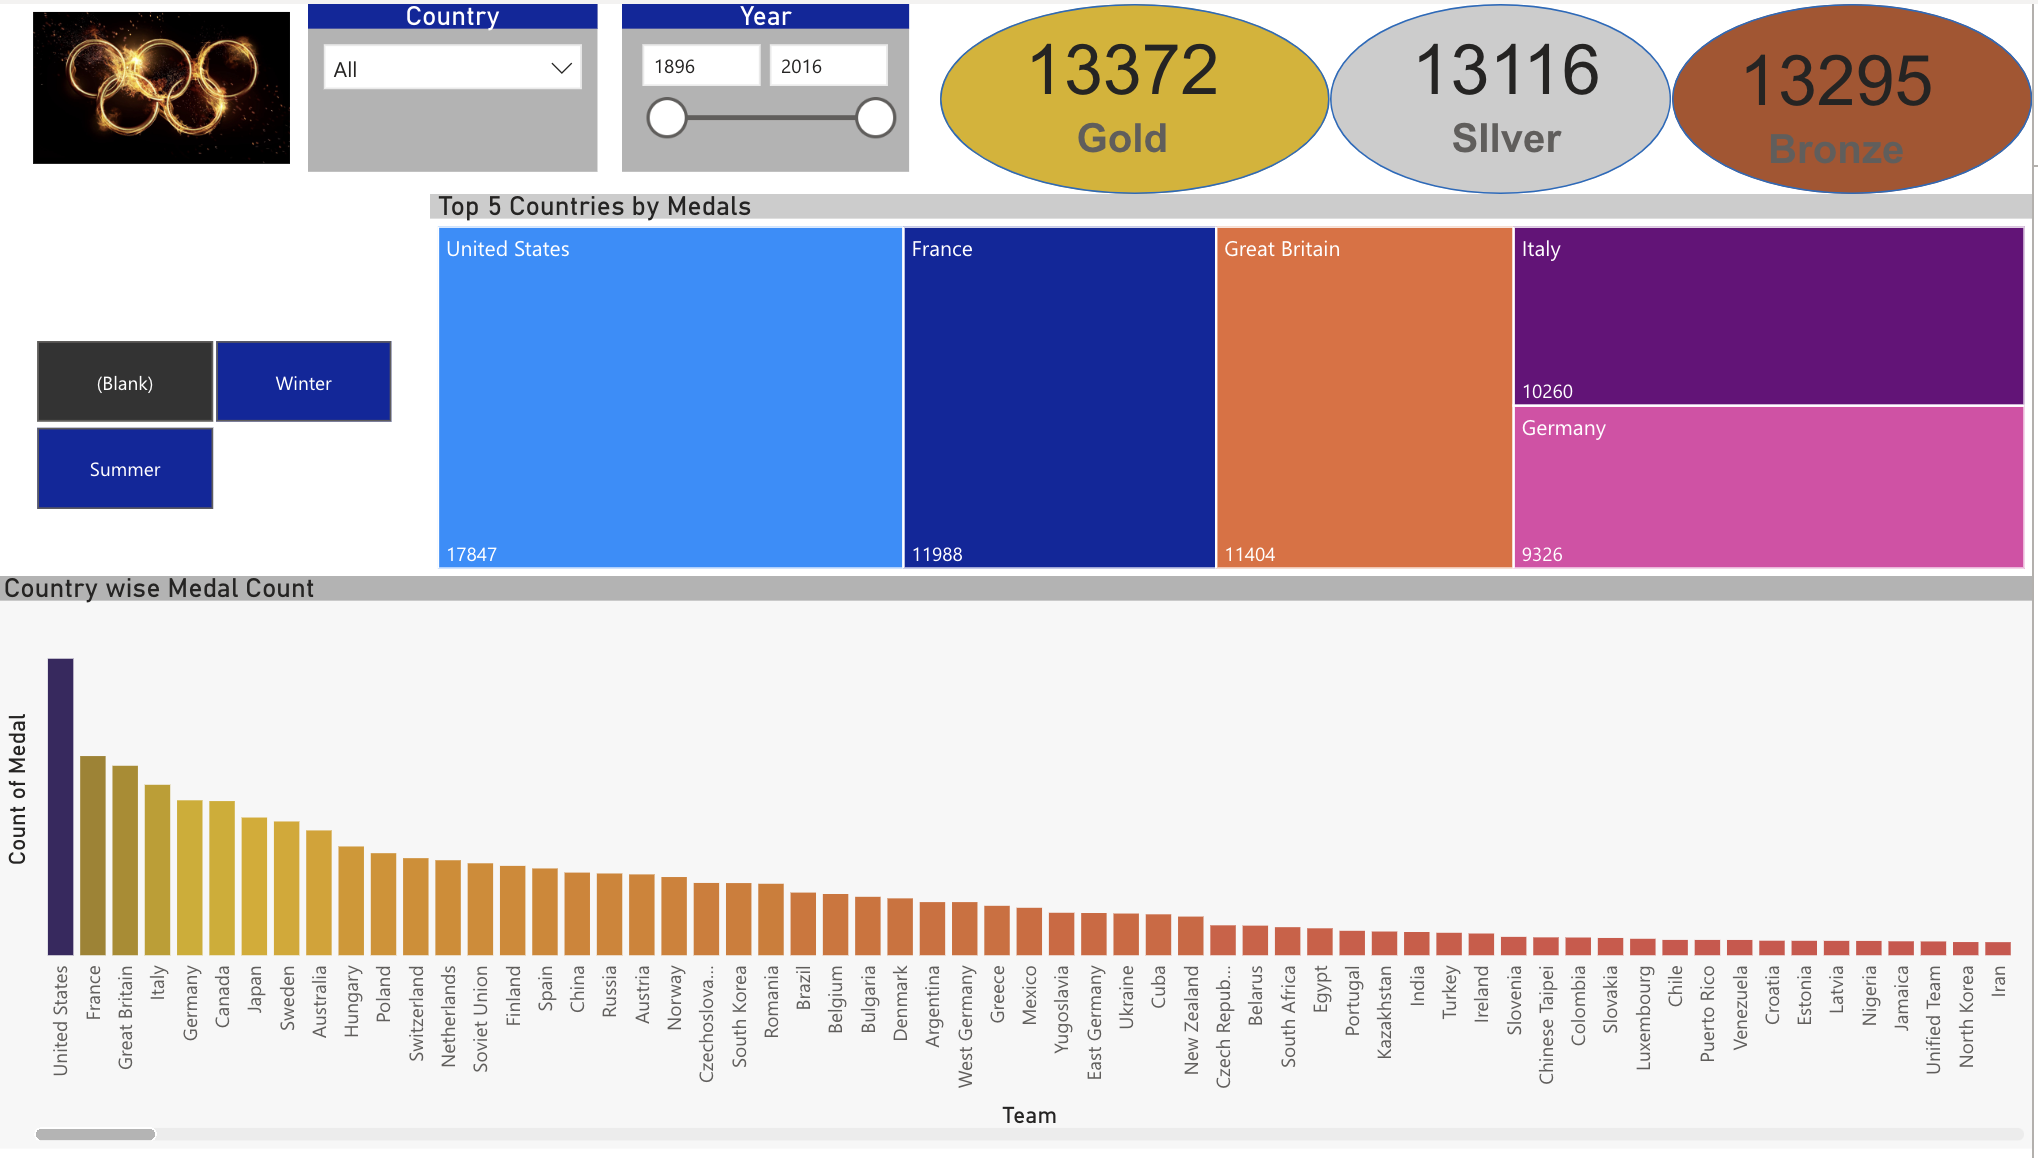 Country
All
Year
1896
2016
13372
Gold
13116
SIlver
13295
Bronze
Top 5 Countries by Medals
United States
17847
France
11988
Great Britain
11404
Italy
10260
Germany
9326
(Blank)
Winter
Summer
Country wise Medal Count
Count of Medal
United States
France
Great Britain
Italy
Germany
Canada
Japan
Sweden
Australia
Hungary
Poland
Switzerland
Netherlands
Soviet Union
Finland
Spain
China
Russia
Austria
Norway
Czechoslova...
South Korea
Romania
Brazil
Belgium
Bulgaria
Denmark
Argentina
West Germany
Greece
Mexico
Yugoslavia
East Germany
Ukraine
Cuba
New Zealand
Czech Repub...
Belarus
South Africa
Egypt
Portugal
Kazakhstan
India
Turkey
Ireland
Slovenia
Chinese Taipei
Colombia
Slovakia
Luxembourg
Chile
Puerto Rico
Venezuela
Croatia
Estonia
Latvia
Nigeria
Jamaica
Unified Team
North Korea
Iran
Team